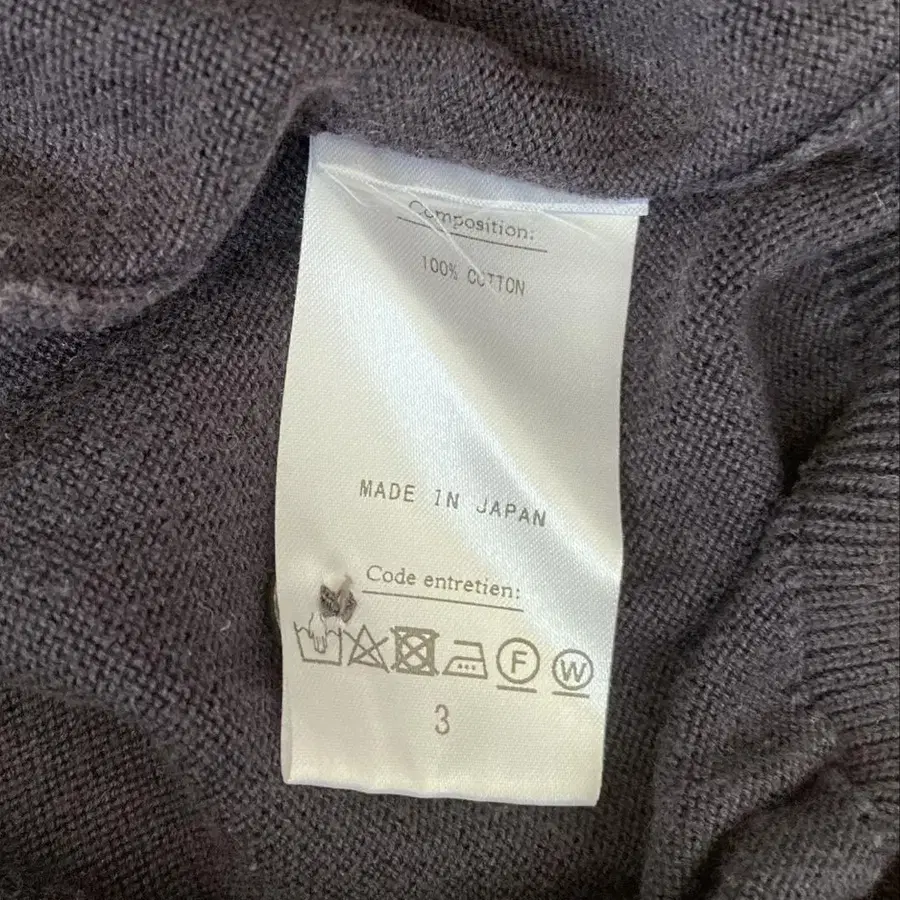 Composition:
100% COTTON
MADE IN JAPAN
Code entretien:
F W
3